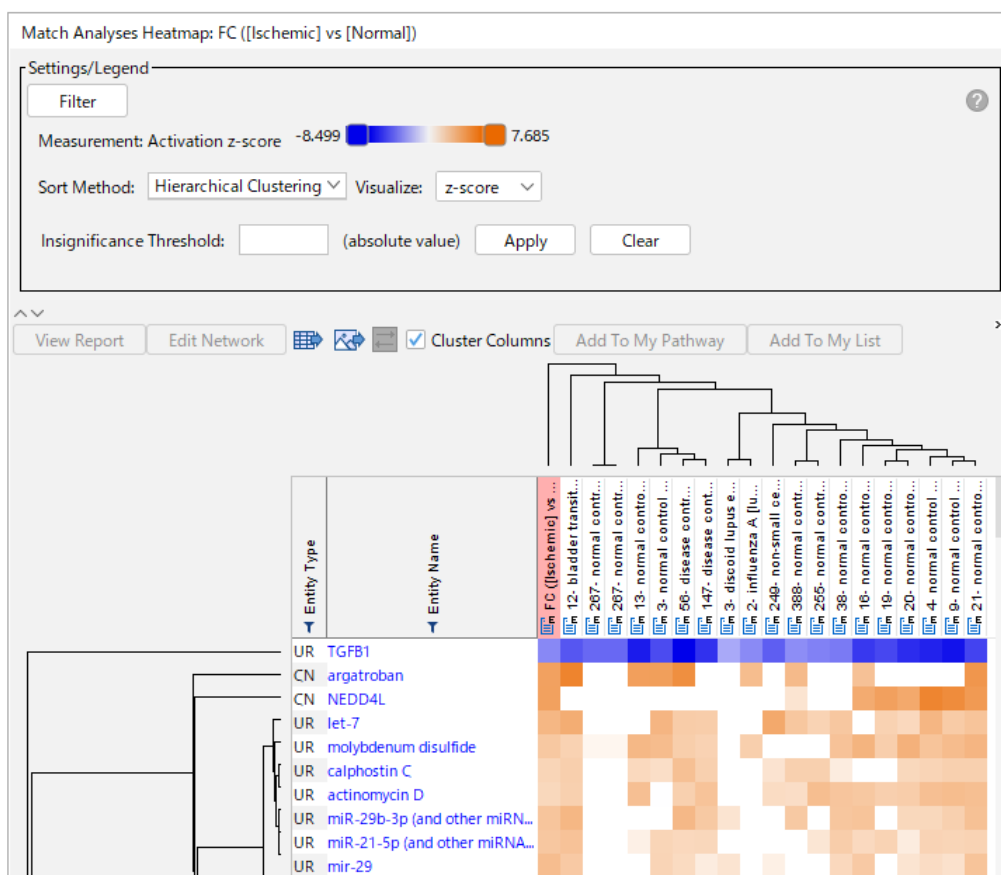 Match Analyses Heatmap: FC ([Ischemic] vs [Normal])
Settings/Legend
Filter
?
Measurement: Activation z-score -8.499 7.685
Sort Method: Hierarchical Clustering Visualize: z-score
Insignificance Threshold: (absolute value) Apply Clear
View Report Edit Network Cluster Columns Add To My Pathway Add To My List
Entity Type
Entity Name
FC ([Ischemic] vs ...
12- bladder transit...
267- normal contr...
267- normal contr...
13- normal contro...
3- normal control ...
56- disease contr...
147- disease cont...
3- discoid lupus e...
2- influenza A [lu...
249- non-small ce...
388- normal contr...
255- normal contr...
38- normal contro...
16- normal contro...
19- normal contro...
20- normal contro...
4- normal control ...
9- normal control ...
21- normal contro...
UR TGFB1
CN argatroban
CN NEDD4L
UR let-7
UR molybdenum disulfide
UR calphostin C
UR actinomycin D
UR miR-29b-3p (and other miRN...
UR miR-21-5p (and other miRNA...
UR mir-29